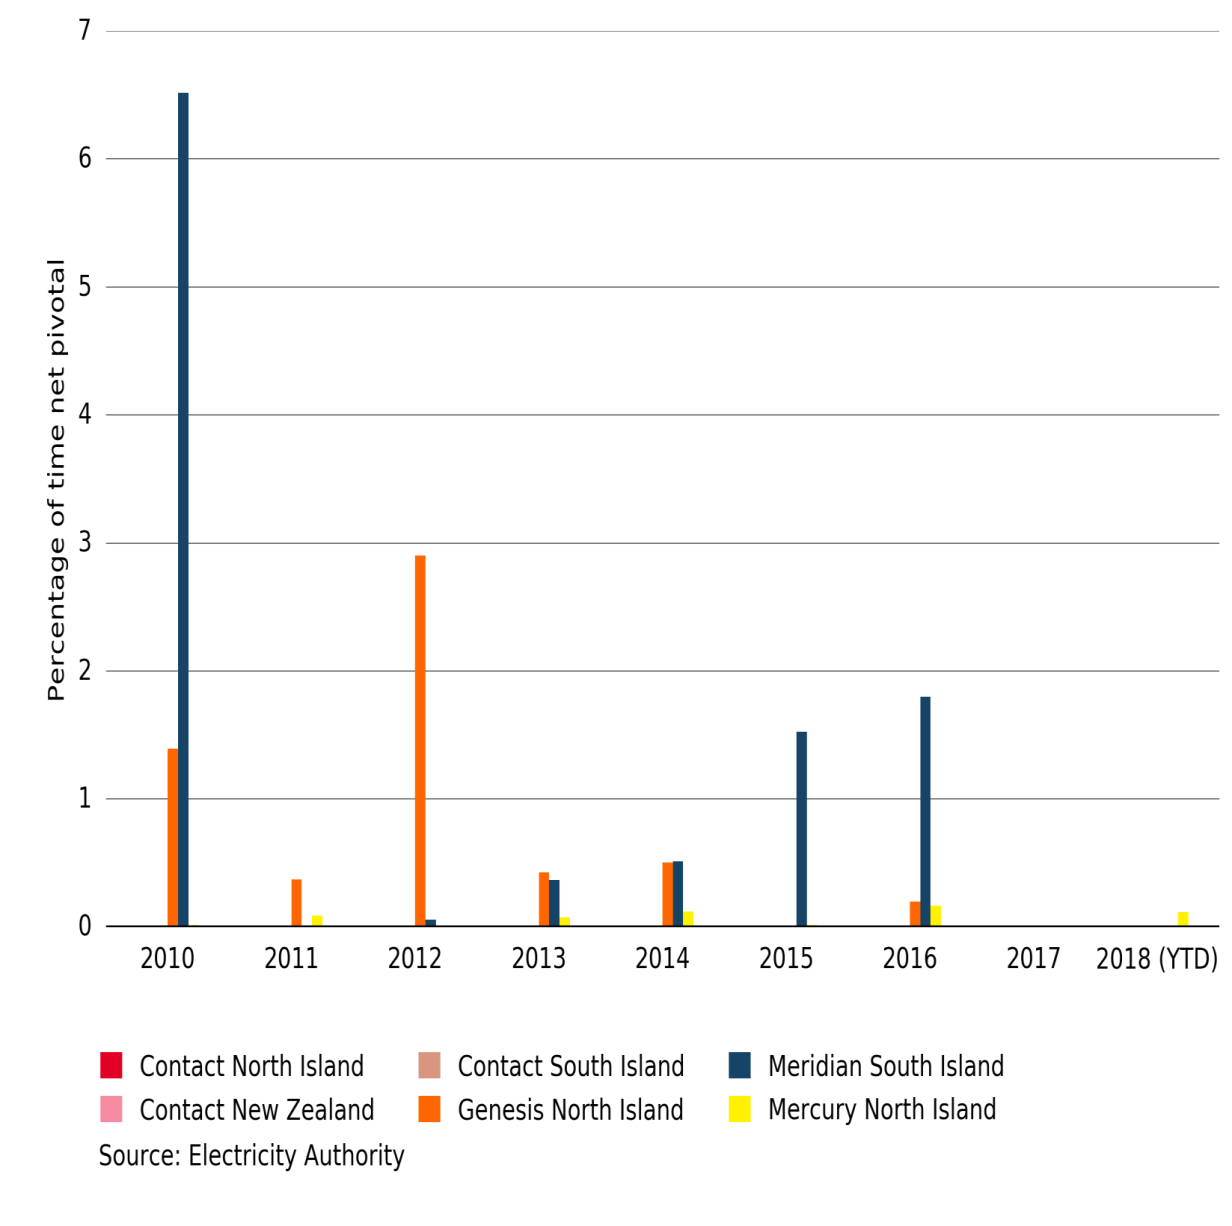 7
6
5
4
3
2
1
0
Percentage of time net pivotal
2010 2011 2012 2013 2014 2015 2016 2017 2018 (YTD)
Contact North Island Contact South Island Meridian South Island
Contact New Zealand Genesis North Island Mercury North Island
Source: Electricity Authority